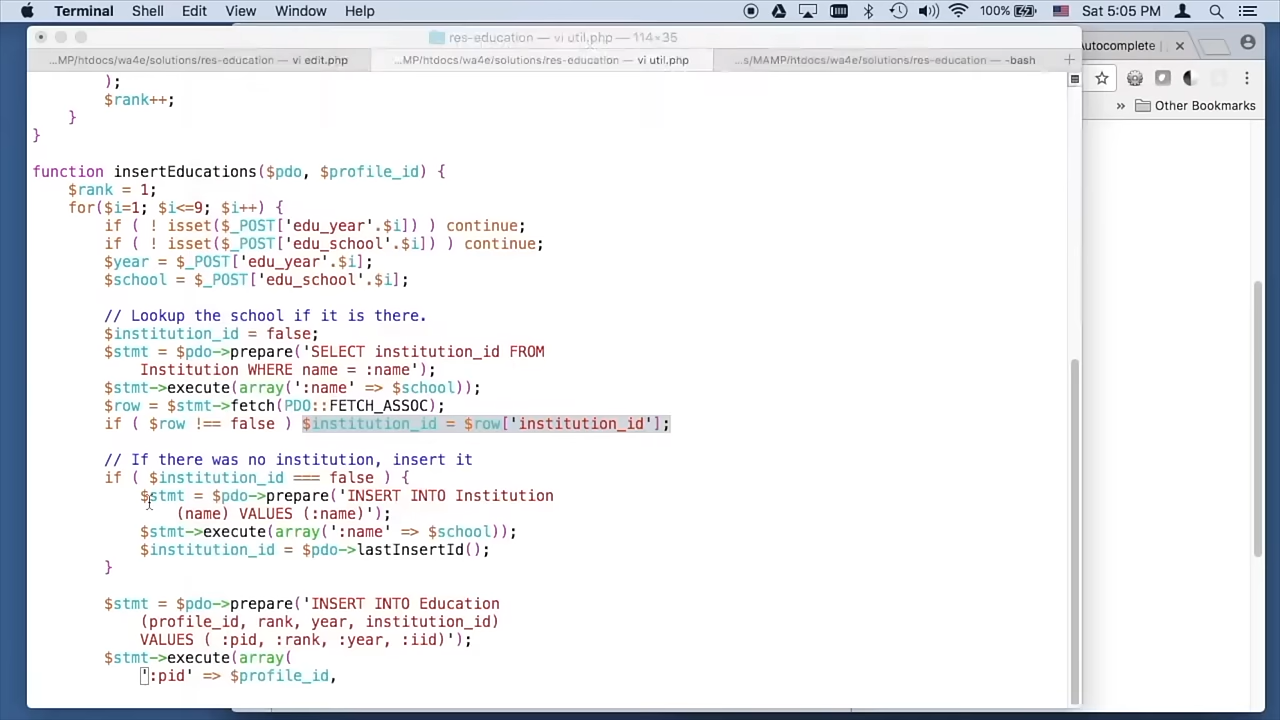 Terminal Shell Edit View Window Help 100% Sat 5:05 PM
res-education — vi util.php — 114×35
...MP/htdocs/wa4e/solutions/res-education — vi edit.php ...MP/htdocs/wa4e/solutions/res-education — vi util.php ...s/MAMP/htdocs/wa4e/solutions/res-education — -bash +
Autocomplete
» Other Bookmarks
);
$rank++;
}
}
function insertEducations($pdo, $profile_id) {
$rank = 1;
for($i=1; $i<=9; $i++) {
if ( ! isset($_POST['edu_year'.$i]) ) continue;
if ( ! isset($_POST['edu_school'.$i]) ) continue;
$year = $_POST['edu_year'.$i];
$school = $_POST['edu_school'.$i];
// Lookup the school if it is there.
$institution_id = false;
$stmt = $pdo->prepare('SELECT institution_id FROM
Institution WHERE name = :name');
$stmt->execute(array(':name' => $school));
$row = $stmt->fetch(PDO::FETCH_ASSOC);
if ( $row !== false ) $institution_id = $row['institution_id'];
// If there was no institution, insert it
if ( $institution_id === false ) {
$stmt = $pdo->prepare('INSERT INTO Institution
(name) VALUES (:name)');
$stmt->execute(array(':name' => $school));
$institution_id = $pdo->lastInsertId();
}
$stmt = $pdo->prepare('INSERT INTO Education
(profile_id, rank, year, institution_id)
VALUES ( :pid, :rank, :year, :iid)');
$stmt->execute(array(
':pid' => $profile_id,